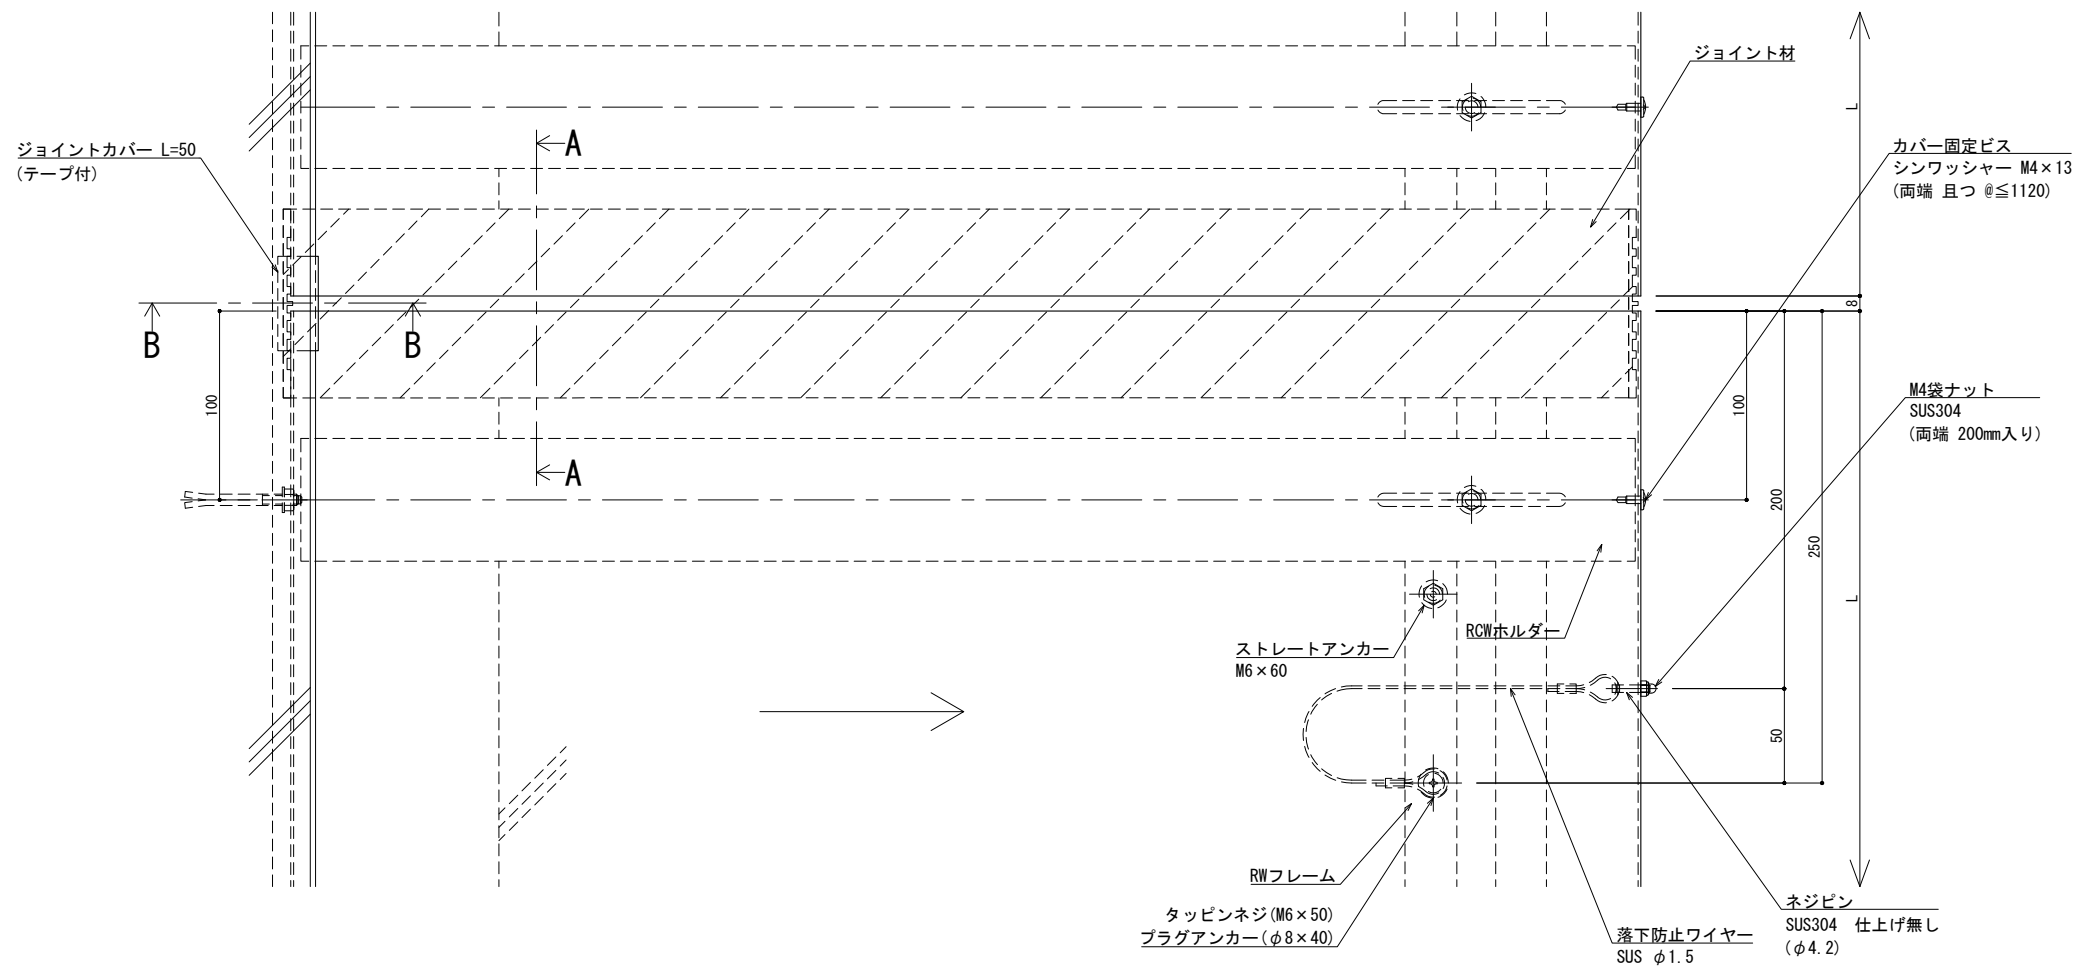 ジョイント材
A
ジョイントカバー L=50
(テープ付)
カバー固定ビス
シンワッシャー M4×13
(両端 且つ @≦1120)
L
8
B
B
100
100
200
250
M4袋ナット
SUS304
(両端 200mm入り)
A
L
RCWホルダー
ストレートアンカー
M6×60
50
RWフレーム
タッピンネジ(M6×50)
プラグアンカー(φ8×40)
落下防止ワイヤー
SUS φ1.5
ネジピン
SUS304 仕上げ無し
(φ4.2)